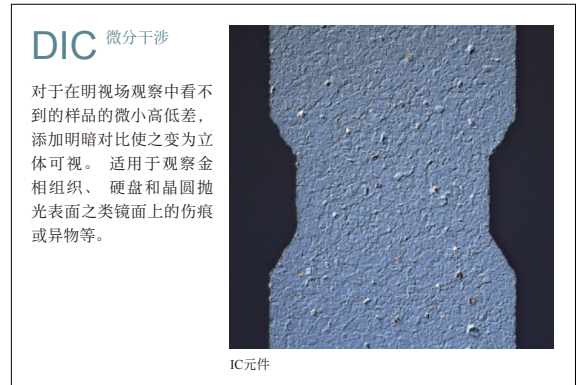 DIC 微分干涉
对于在明视场观察中看不
到的样品的微小高低差，
添加明暗对比使之变为立
体可视。 适用于观察金
相组织、 硬盘和晶圆抛
光表面之类镜面上的伤痕
或异物等。
IC元件